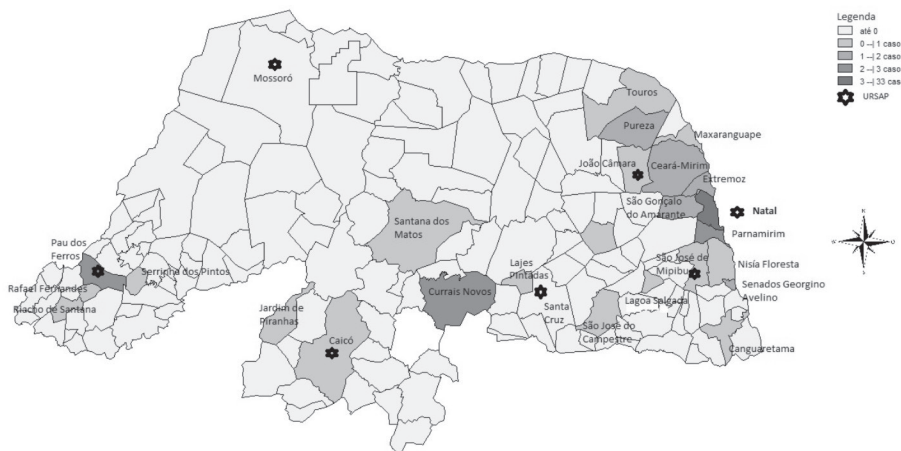 Legenda
até 0
0 --| 1 caso
1 --| 2 caso
2 --| 3 caso
3 --| 33 cas
URSAP
Mossoró
Touros
Pureza
Maxaranguape
João Câmara
Ceará-Mirim
Extremoz
São Gonçalo
do Amarante
Natal
Parnamirim
Santana dos
Matos
Pau dos
Ferros
Serrinha dos Pintos
Rafael Fernandes
Riacho de Santana
Lajes
Pintadas
São José de
Mipibu
Nisía Floresta
Senados Georgino
Avelino
Currais Novos
Jardim de
Piranhas
Santa
Cruz
Lagoa Salgada
São José do
Campestre
Caicó
Canguaretama
N
W
E
S